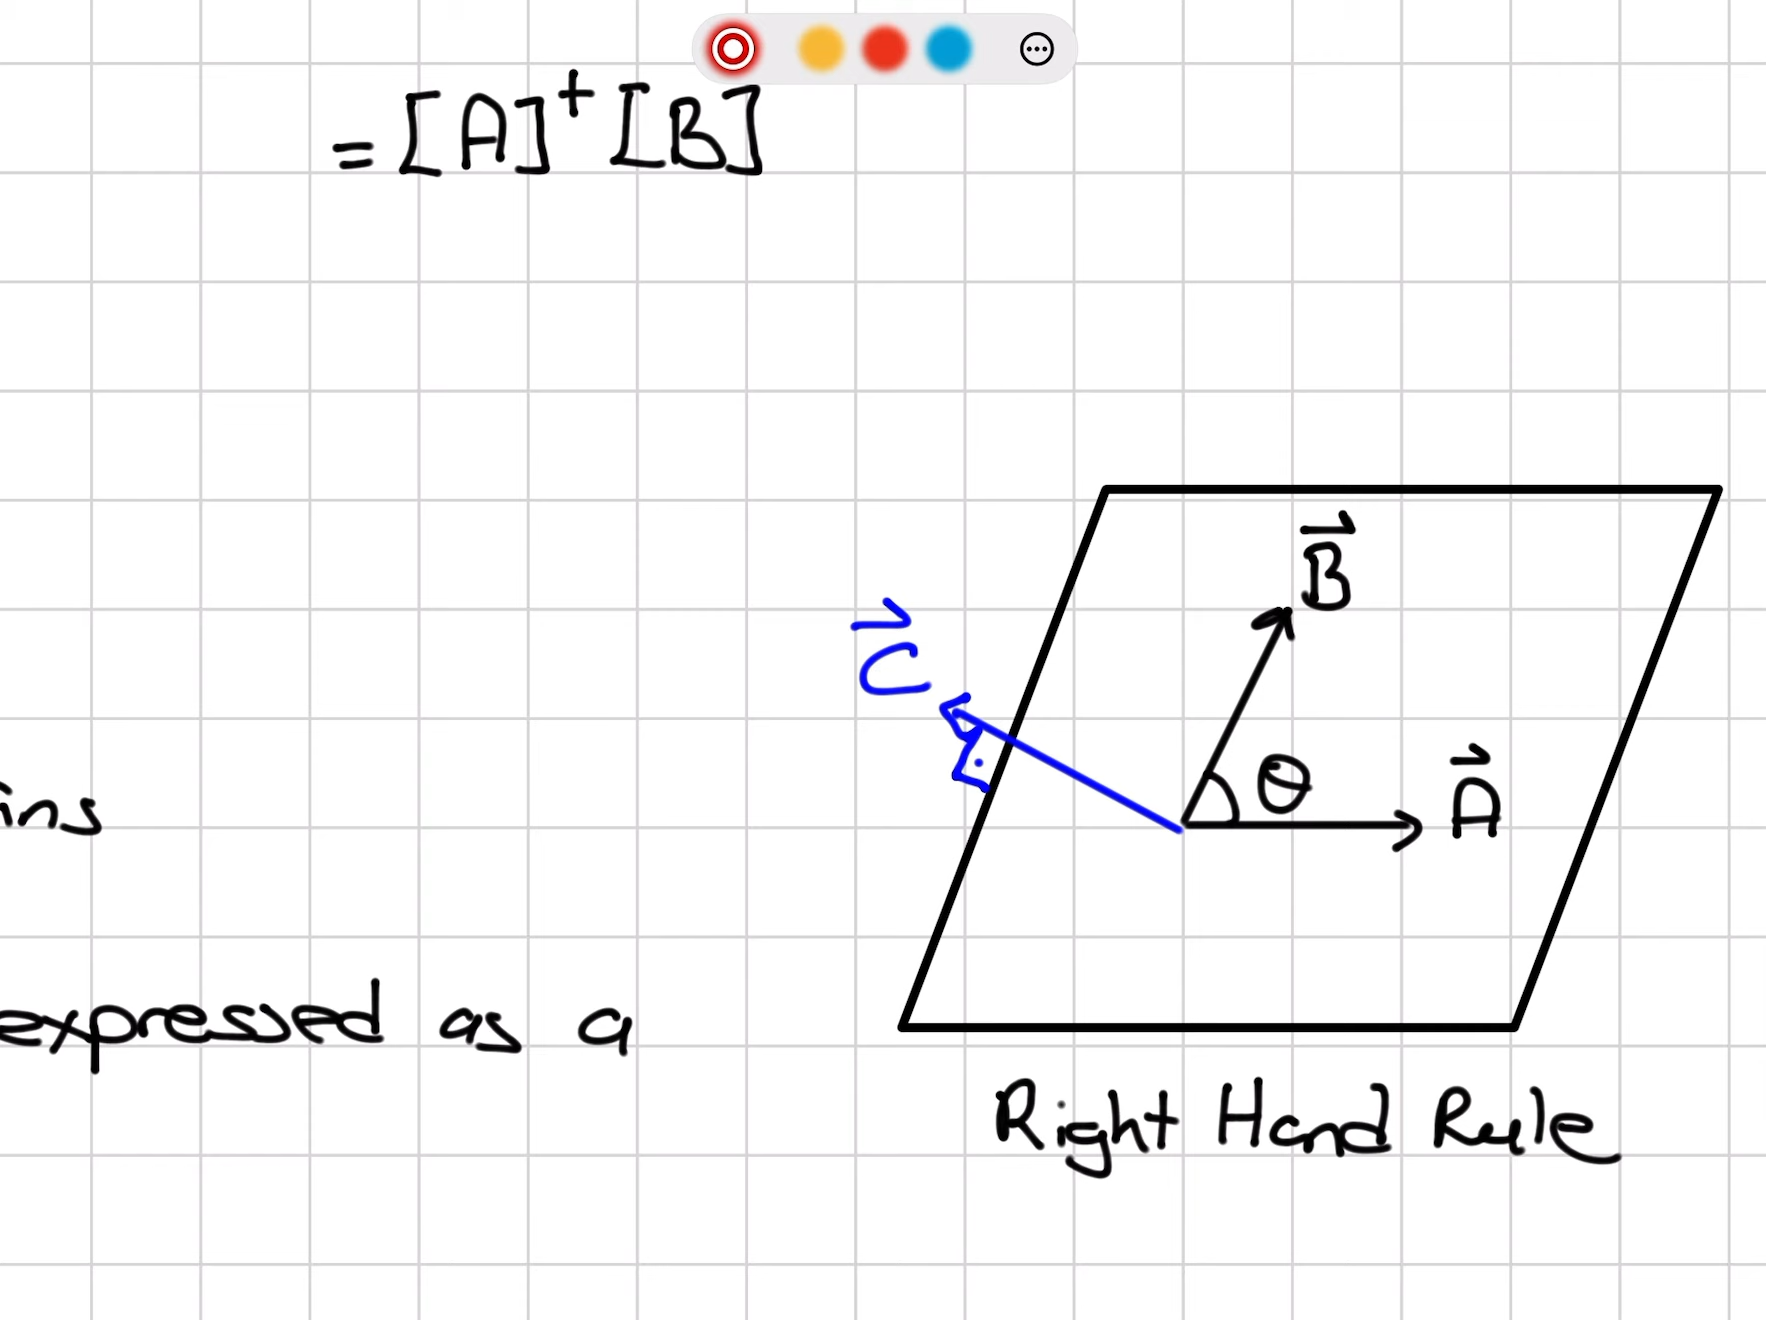 = [A]⁺ [B]
B⃗
C⃗
θ
A⃗
ins
expressed as a
Right Hand Rule